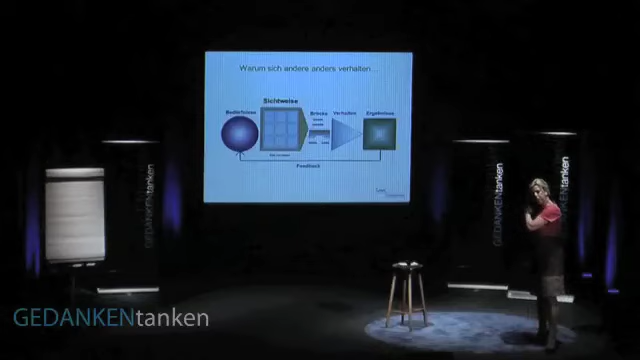 Warum sich andere anders verhalten...
Sichtweise
Bedürfnisse
Brücke
Verhalten
Ergebnisse
Feedback
GEDANKENtanken
GEDANKENtanken
GEDANKENtanken
GEDANKENtanken